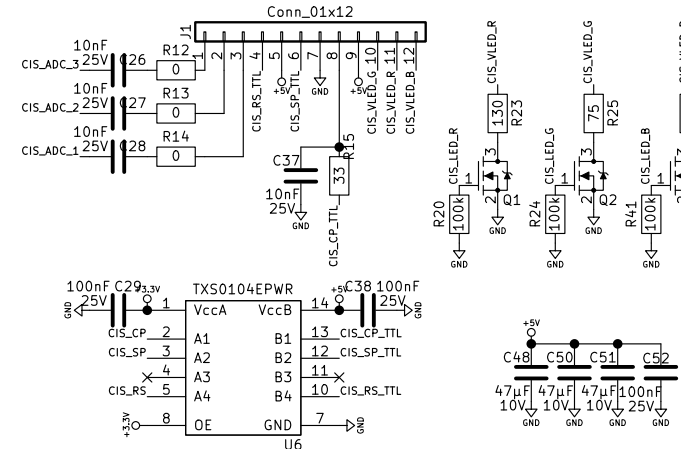 Conn_01x12
J1
10nF
25V
C26
R12
0
CIS_ADC_3
10nF
25V
C27
R13
0
CIS_ADC_2
10nF
25V
C28
R14
0
CIS_ADC_1
1
2
3
4
5
6
7
8
9
10
11
12
CIS_RS_TTL
+5V
CIS_SP_TTL
GND
+5V
CIS_VLED_G
CIS_VLED_R
CIS_VLED_B
C37
10nF
25V
GND
R15
33
CIS_CP_TTL
CIS_VLED_R
130
R23
CIS_LED_R
1
3
2
Q1
R20
100k
GND
GND
CIS_VLED_G
75
R25
CIS_LED_G
1
3
2
Q2
R24
100k
GND
GND
CIS_LED_B
1
R41
100k
GND
100nF
C29
25V
GND
+3.3V
TXS0104EPWR
+5V
C38
100nF
25V
GND
1
VccA
VccB
14
CIS_CP
2
A1
B1
13
CIS_CP_TTL
CIS_SP
3
A2
B2
12
CIS_SP_TTL
4
A3
B3
11
CIS_RS
5
A4
B4
10
CIS_RS_TTL
+3.3V
8
OE
GND
7
GND
U6
+5V
C48
C50
C51
C52
47µF
47µF
47µF
100nF
10V
10V
10V
25V
GND
GND
GND
GND